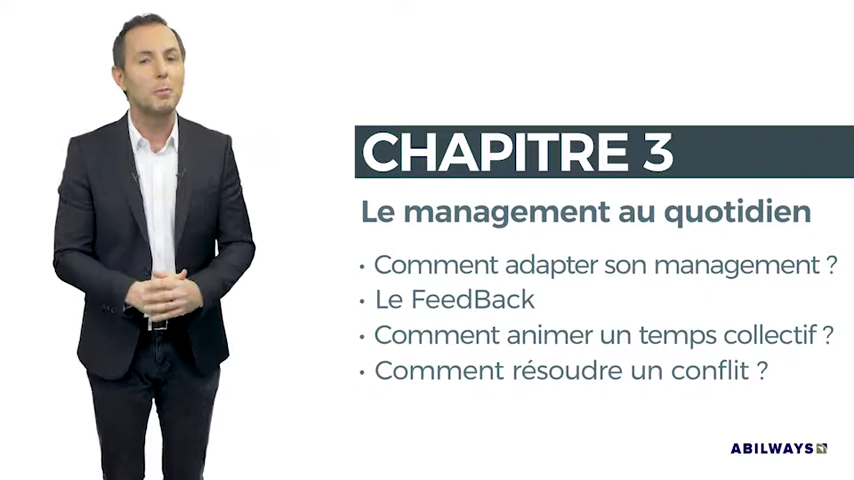 CHAPITRE 3
Le management au quotidien
• Comment adapter son management ?
• Le FeedBack
• Comment animer un temps collectif ?
• Comment résoudre un conflit ?
ABILWAYS